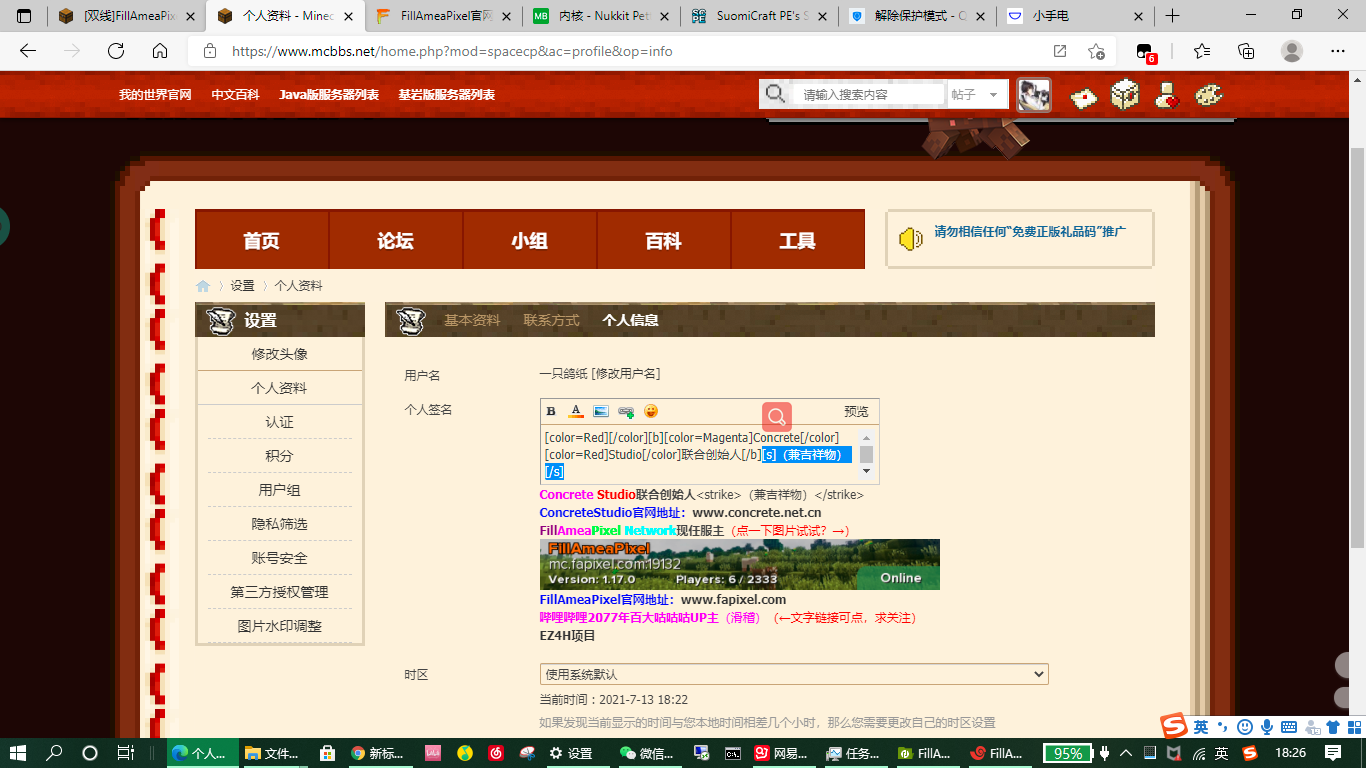 [双线]FillAmeaPixe
个人资料 - Minec
FillAmeaPixel官网
内核 - Nukkit Pet
SuomiCraft PE's S
解除保护模式 - C
小手电
https://www.mcbbs.net/home.php?mod=spacecp&ac=profile&op=info
6
我的世界官网 中文百科 Java版服务器列表 基岩版服务器列表
请输入搜索内容 帖子
首页 论坛 小组 百科 工具
请勿相信任何"免费正版礼品码"推广
设置 个人资料
设置
基本资料 联系方式 个人信息
修改头像
个人资料
认证
积分
用户组
隐私筛选
账号安全
第三方授权管理
图片水印调整
用户名 一只鸽纸 [修改用户名]
个人签名
B A 预览
[color=Red][/color][b][color=Magenta]Concrete[/color]
[color=Red]Studio[/color]联合创始人[/b][s]（兼吉祥物）
[/s]
Concrete Studio联合创始人<strike>（兼吉祥物）</strike>
ConcreteStudio官网地址：www.concrete.net.cn
FillAmeaPixel Network现任服主（点一下图片试试？→）
FillAmeaPixel
mc.fapixel.com:19132
Version: 1.17.0 Players: 6 / 2333 Online
FillAmeaPixel官网地址：www.fapixel.com
哔哩哔哩2077年百大咕咕咕UP主（滑稽）（←文字链接可点，求关注）
EZ4H项目
时区 使用系统默认
当前时间：2021-7-13 18:22
如果发现当前显示的时间与您本地时间相差几个小时，那么您需要更改自己的时区设置
英
个人...
文件...
新标...
设置
微信...
网易...
任务...
FillA...
FillA...
95%
英
18:26